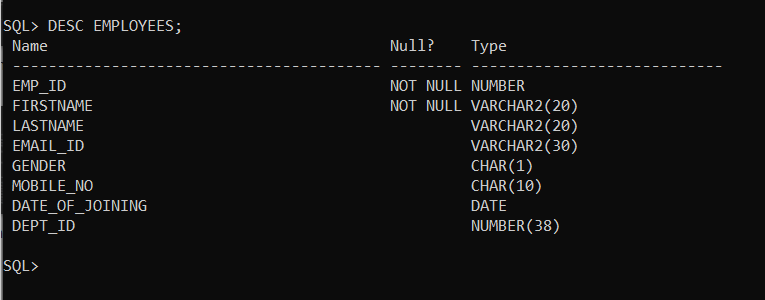 SQL> DESC EMPLOYEES;
 Name                                      Null?    Type
 ----------------------------------------- -------- ----------------------------
 EMP_ID                                    NOT NULL NUMBER
 FIRSTNAME                                 NOT NULL VARCHAR2(20)
 LASTNAME                                           VARCHAR2(20)
 EMAIL_ID                                           VARCHAR2(30)
 GENDER                                             CHAR(1)
 MOBILE_NO                                          CHAR(10)
 DATE_OF_JOINING                                    DATE
 DEPT_ID                                            NUMBER(38)
SQL>